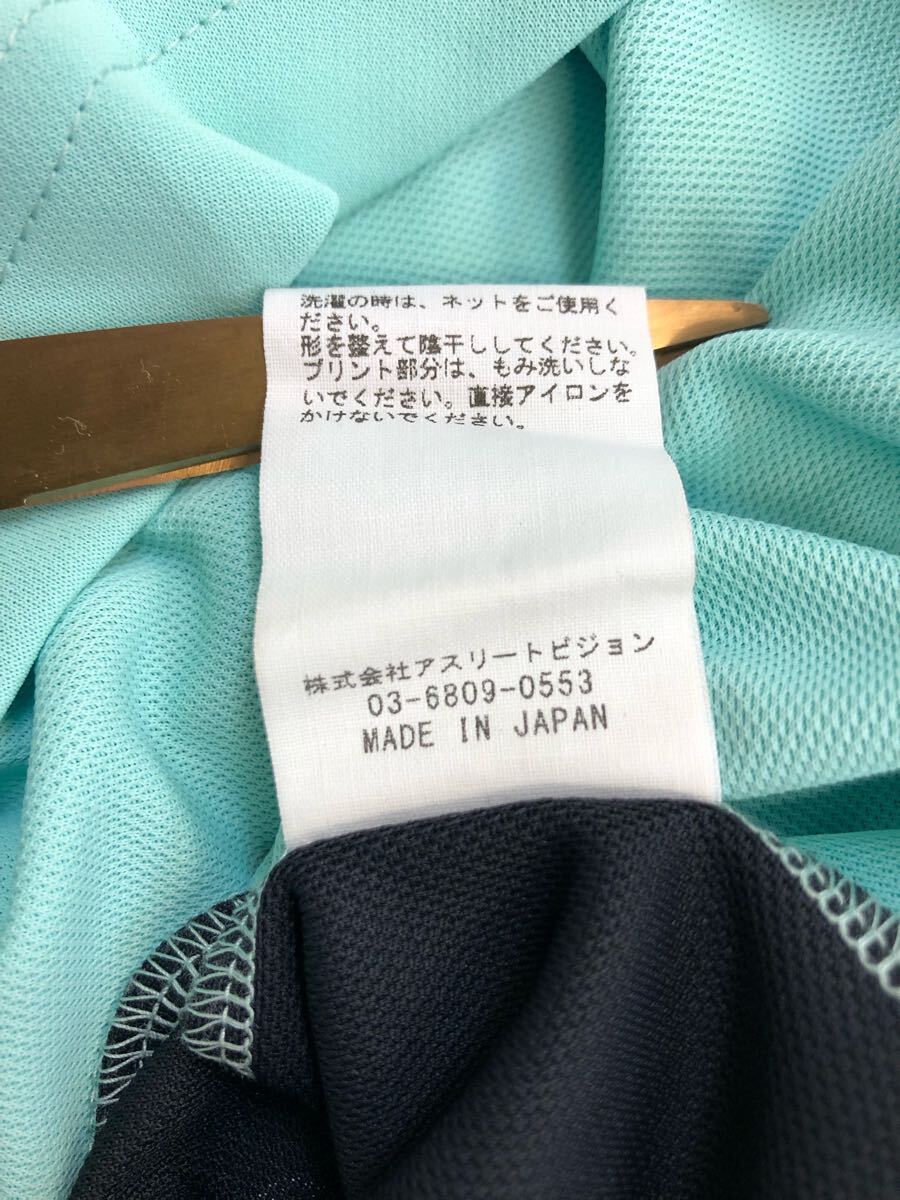 洗濯の時は、ネットをご使用く
ださい。
形を整えて陰干ししてください。
プリント部分は、もみ洗いしな
いでください。直接アイロンを
かけないでください。
株式会社アスリートビジョン
03-6809-0553
MADE IN JAPAN